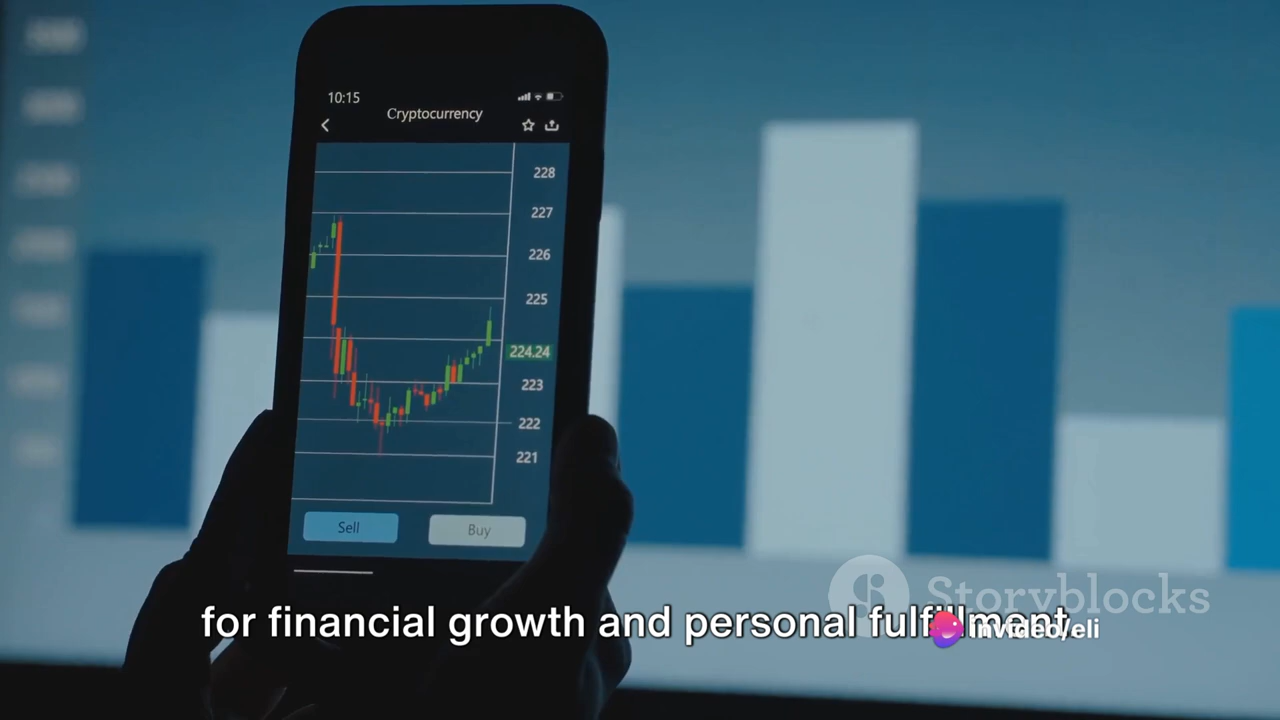 10:15
Cryptocurrency
228
227
226
225
224.24
223
222
221
Sell
Buy
Storyblocks
for financial growth and personal fulfillment.
invideo/eli